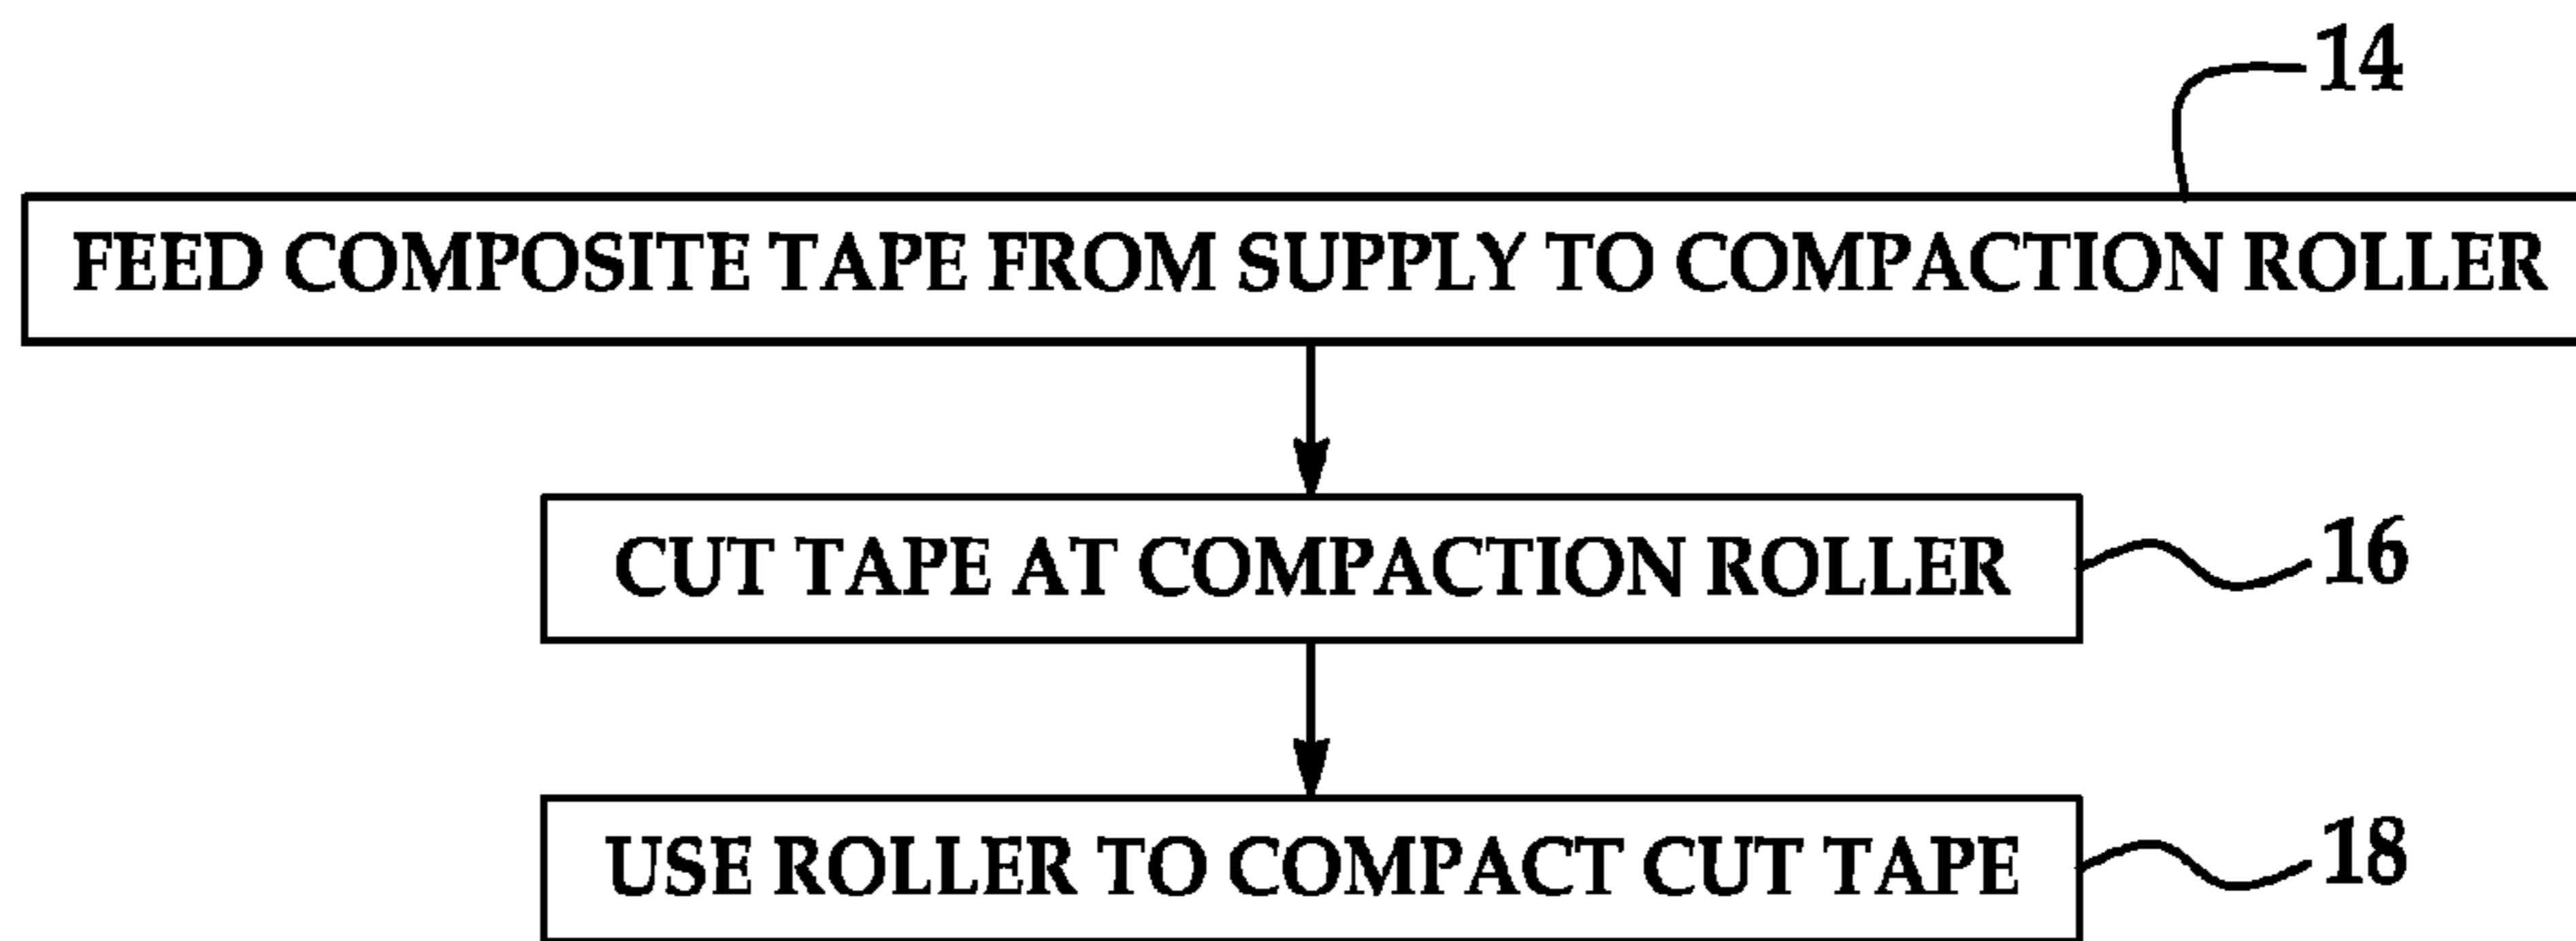 14
FEED COMPOSITE TAPE FROM SUPPLY TO COMPACTION ROLLER
CUT TAPE AT COMPACTION ROLLER
16
USE ROLLER TO COMPACT CUT TAPE
18